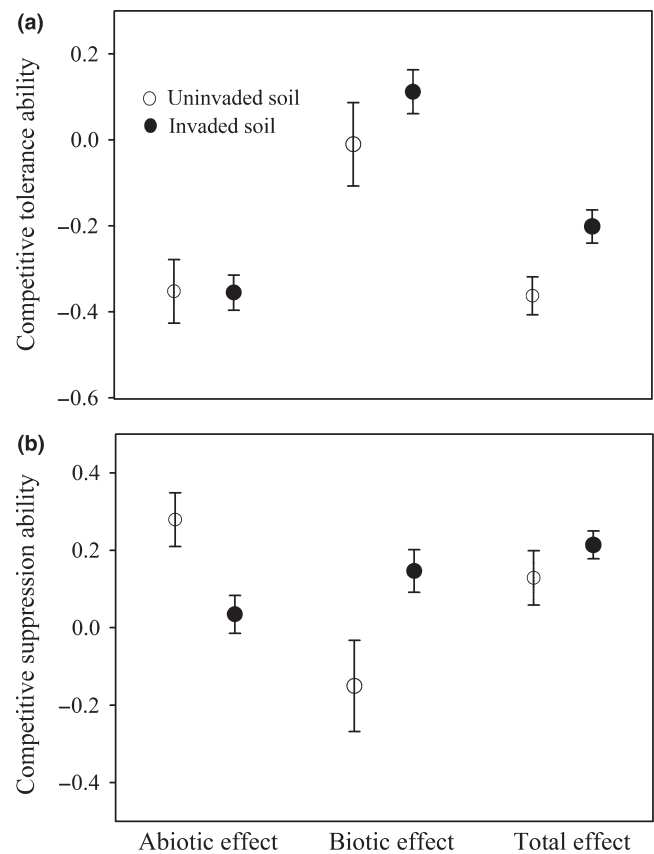 (a)
Competitive tolerance ability
0.2
0.0
−0.2
−0.4
−0.6
Uninvaded soil
Invaded soil
(b)
Competitive suppression ability
0.4
0.2
0.0
−0.2
−0.4
Abiotic effect Biotic effect Total effect